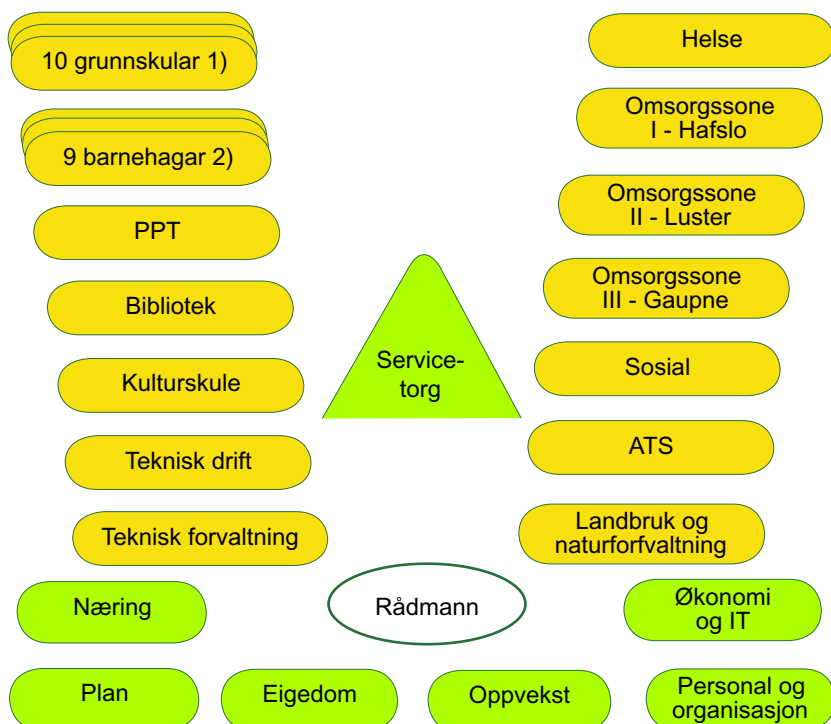 10 grunnskular 1)
9 barnehagar 2)
PPT
Bibliotek
Kulturskule
Teknisk drift
Teknisk forvaltning
Service-
torg
Helse
Omsorgssone
I - Hafslo
Omsorgssone
II - Luster
Omsorgssone
III - Gaupne
Sosial
ATS
Landbruk og
naturforfvaltning
Næring
Rådmann
Økonomi
og IT
Plan
Eigedom
Oppvekst
Personal og
organisasjon